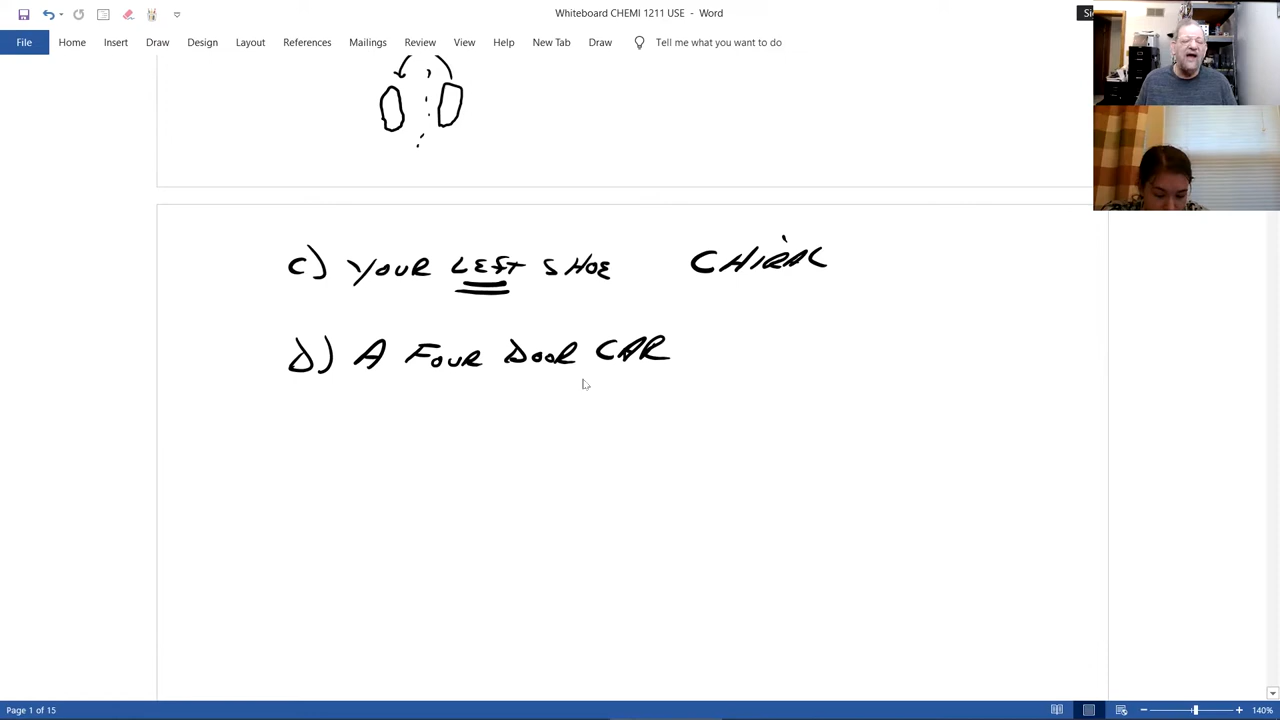 Whiteboard CHEMI 1211 USE - Word
File Home Insert Draw Design Layout References Mailings Review View Help New Tab Draw Tell me what you want to do
C) YOUR LEFT SHOE CHIRAL
D) A FOUR DOOR CAR
Page 1 of 15
140%